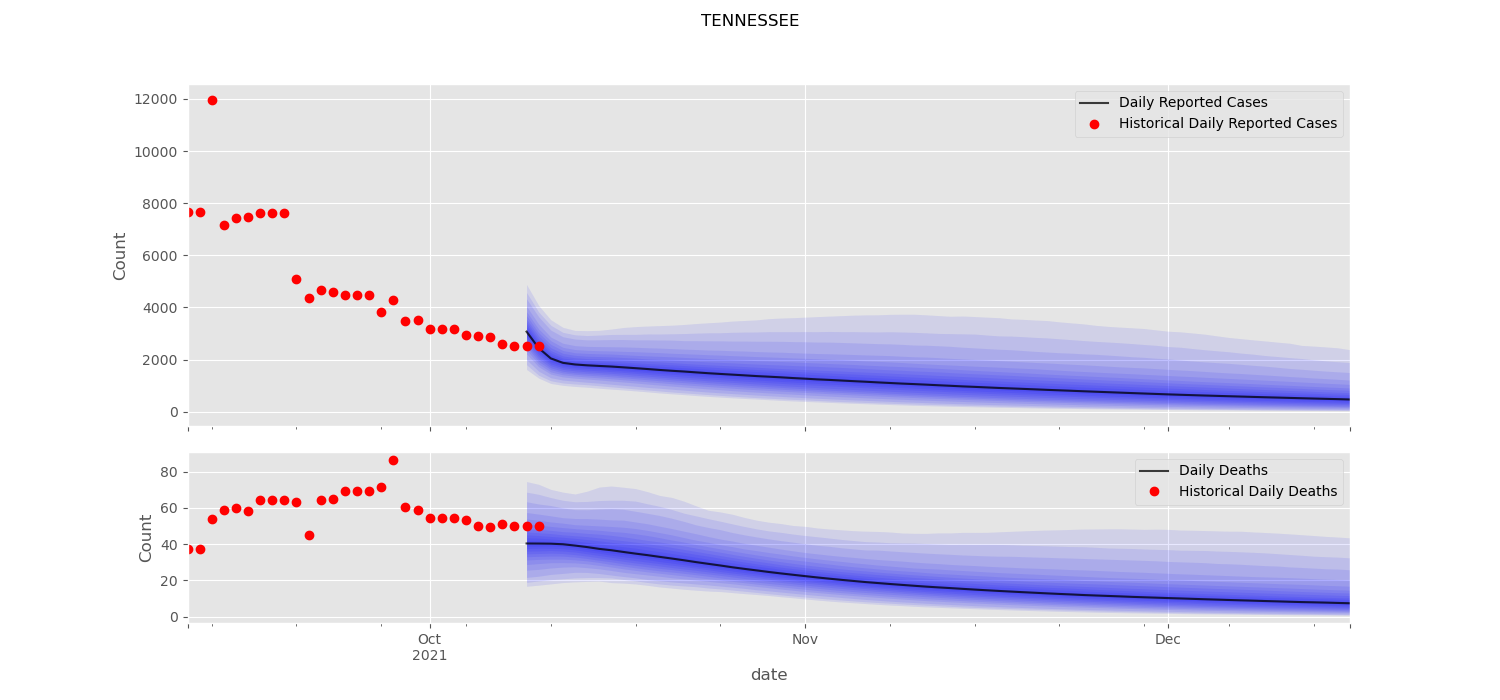 TENNESSEE
12000
10000
8000
6000
4000
2000
0
Count
Daily Reported Cases
Historical Daily Reported Cases
80
60
40
20
0
Count
Daily Deaths
Historical Daily Deaths
Oct
2021
Nov
Dec
date